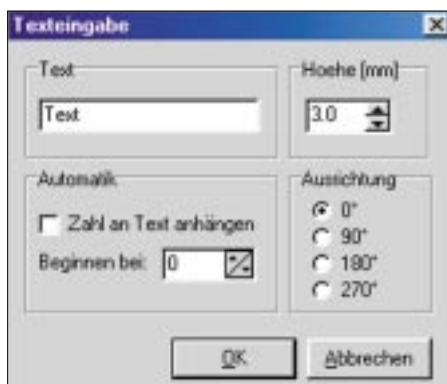 Texteingabe
Text
Text
Hoehe (mm)
3.0
Automatik
Zahl an Text anhängen
Beginnen bei: 0
Ausrichtung
0°
90°
180°
270°
OK
Abbrechen